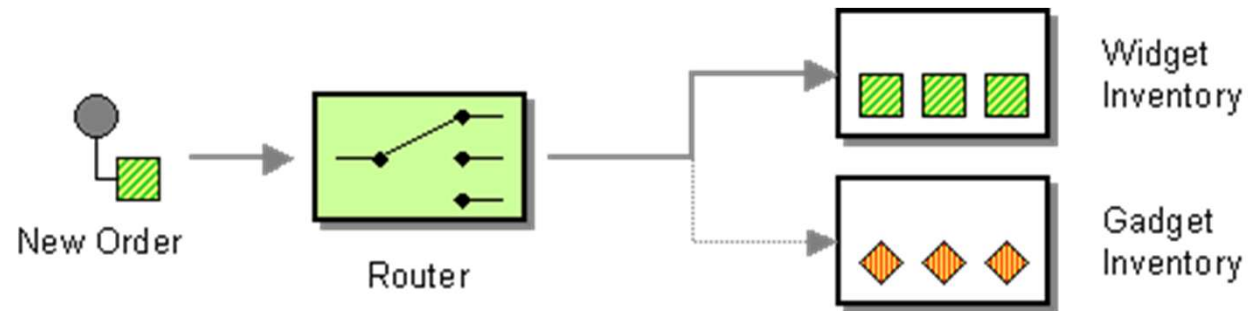 New Order
Router
Widget
Inventory
Gadget
Inventory